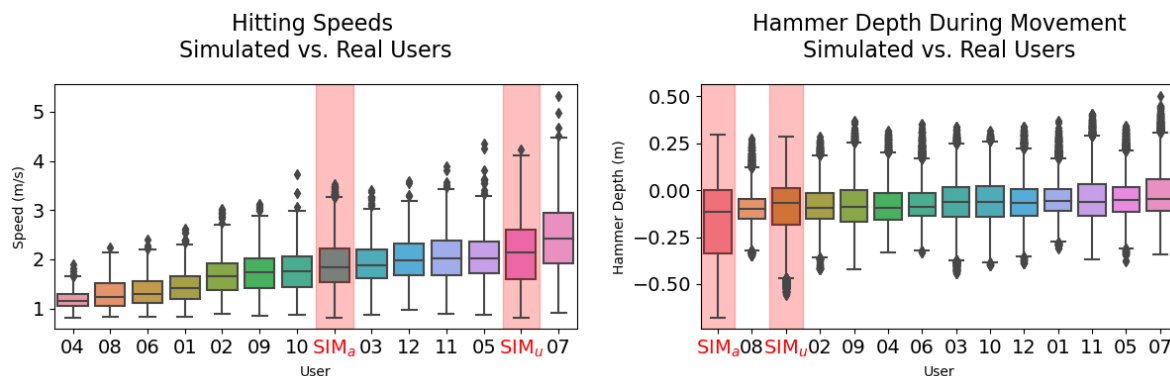 Hitting Speeds
Simulated vs. Real Users
Speed (m/s)
5
4
3
2
1
04 08 06 01 02 09 10 SIMₐ 03 12 11 05 SIMᵤ 07
User
Hammer Depth During Movement
Simulated vs. Real Users
Hammer Depth (m)
0.50
0.25
0.00
−0.25
−0.50
SIMₐ 08 SIMᵤ 02 09 04 06 03 10 12 01 11 05 07
User